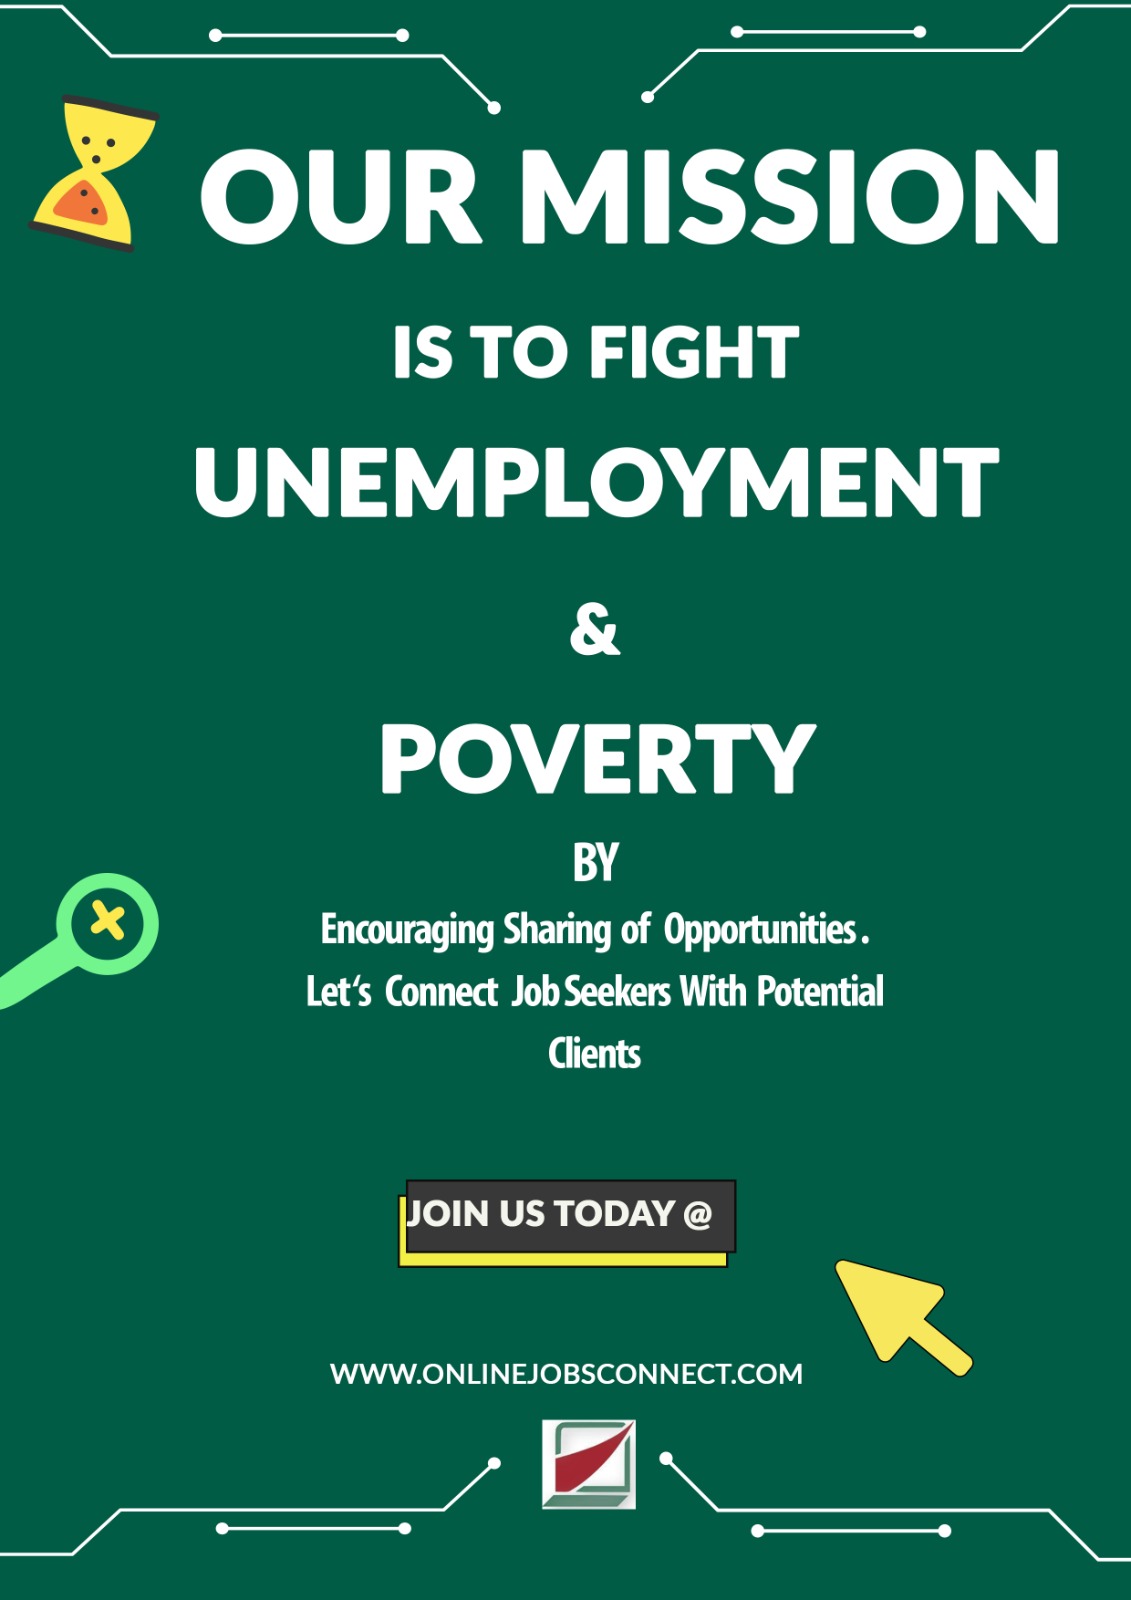 OUR MISSION
IS TO FIGHT
UNEMPLOYMENT
&
POVERTY
BY
Encouraging Sharing of Opportunities.
Let‘s Connect Job Seekers With Potential
Clients
JOIN US TODAY @
WWW.ONLINEJOBSCONNECT.COM